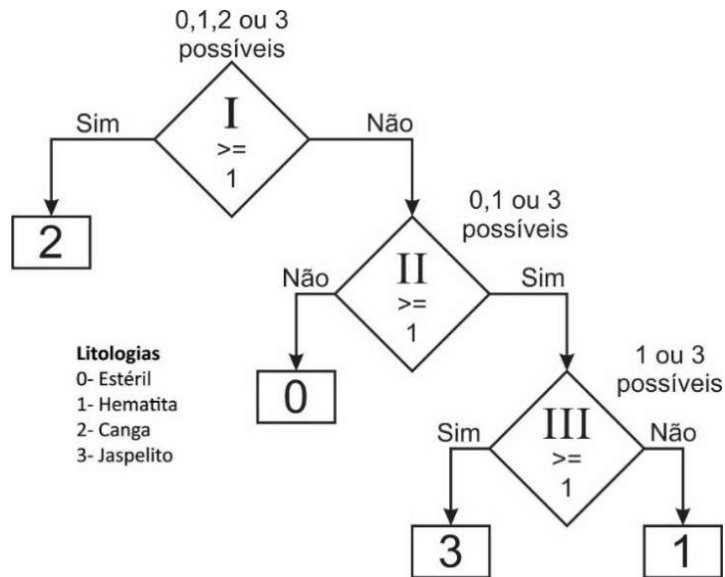 0,1,2 ou 3
possíveis
I
>=
1
Sim
Não
2
0,1 ou 3
possíveis
II
>=
1
Não
Sim
0
Litologias
0- Estéril
1- Hematita
2- Canga
3- Jaspelito
1 ou 3
possíveis
III
>=
1
Sim
Não
3
1